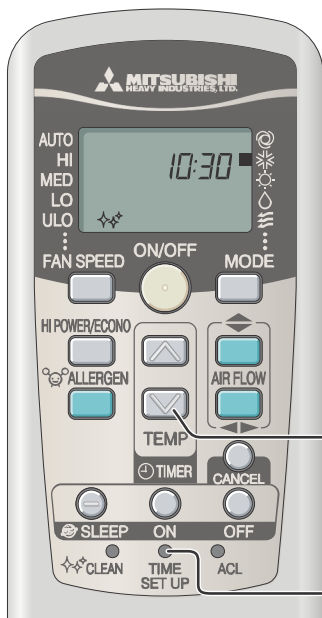 MITSUBISHI
HEAVY INDUSTRIES, LTD.
AUTO
HI
MED
LO
ULO
10:30
FAN SPEED
ON/OFF
MODE
HI POWER/ECONO
ALLERGEN
AIR FLOW
TEMP
TIMER
CANCEL
SLEEP
ON
OFF
CLEAN
TIME
SET UP
ACL